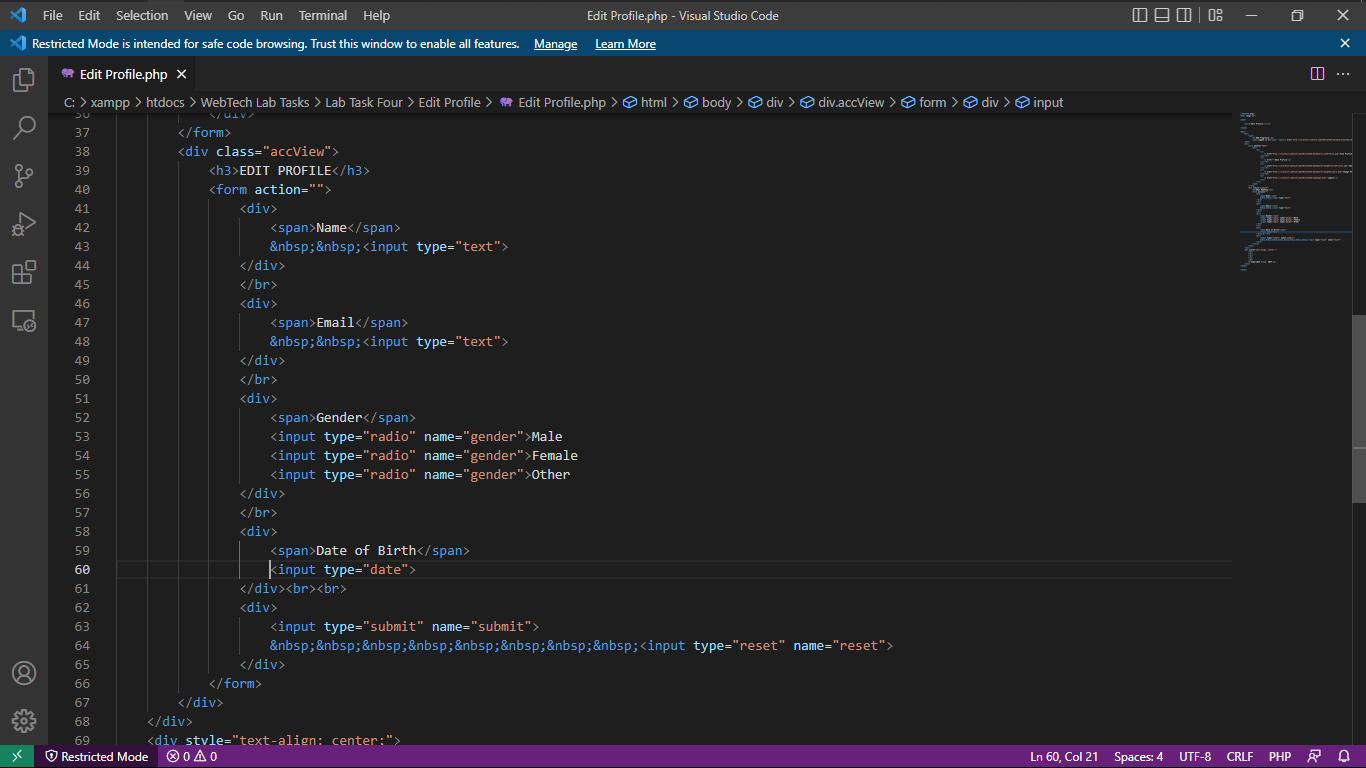 File Edit Selection View Go Run Terminal Help Edit Profile.php - Visual Studio Code
Restricted Mode is intended for safe code browsing. Trust this window to enable all features. Manage Learn More
Edit Profile.php
C: > xampp > htdocs > WebTech Lab Tasks > Lab Task Four > Edit Profile > Edit Profile.php > html > body > div > div.accView > form > div > input
36 </div>
37 </form>
38 <div class="accView">
39 <h3>EDIT PROFILE</h3>
40 <form action="">
41 <div>
42 <span>Name</span>
43 &nbsp;&nbsp;<input type="text">
44 </div>
45 </br>
46 <div>
47 <span>Email</span>
48 &nbsp;&nbsp;<input type="text">
49 </div>
50 </br>
51 <div>
52 <span>Gender</span>
53 <input type="radio" name="gender">Male
54 <input type="radio" name="gender">Female
55 <input type="radio" name="gender">Other
56 </div>
57 </br>
58 <div>
59 <span>Date of Birth</span>
60 <input type="date">
61 </div><br><br>
62 <div>
63 <input type="submit" name="submit">
64 &nbsp;&nbsp;&nbsp;&nbsp;&nbsp;&nbsp;&nbsp;&nbsp;<input type="reset" name="reset">
65 </div>
66 </form>
67 </div>
68 </div>
69 <div style="text-align: center;">
Restricted Mode 0 0 Ln 60, Col 21 Spaces: 4 UTF-8 CRLF PHP